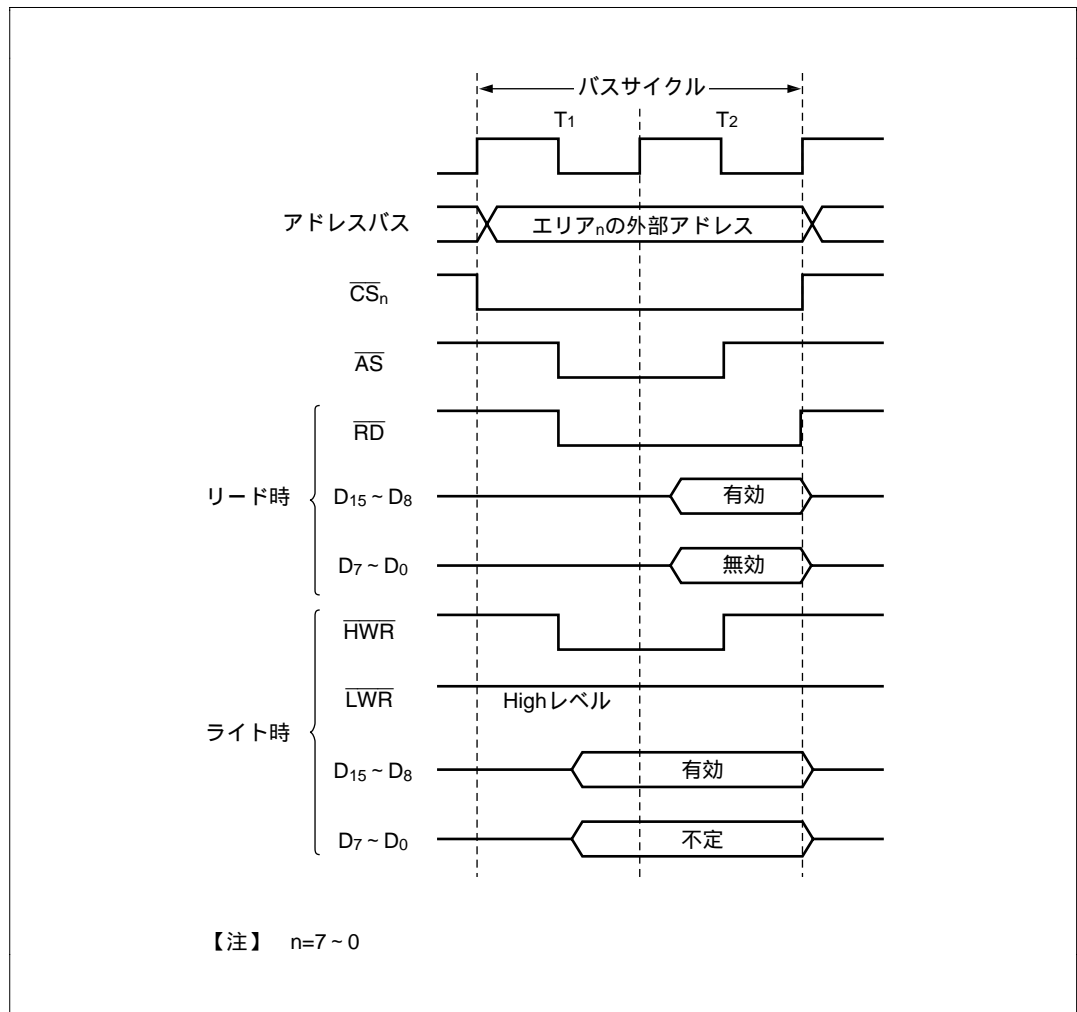 バスサイクル
T1 T2
アドレスバス エリアnの外部アドレス
CSn
AS
RD
リード時 D15 ~ D8 有効
D7 ~ D0 無効
HWR
LWR Highレベル
ライト時
D15 ~ D8 有効
D7 ~ D0 不定
【注】 n=7 ~ 0